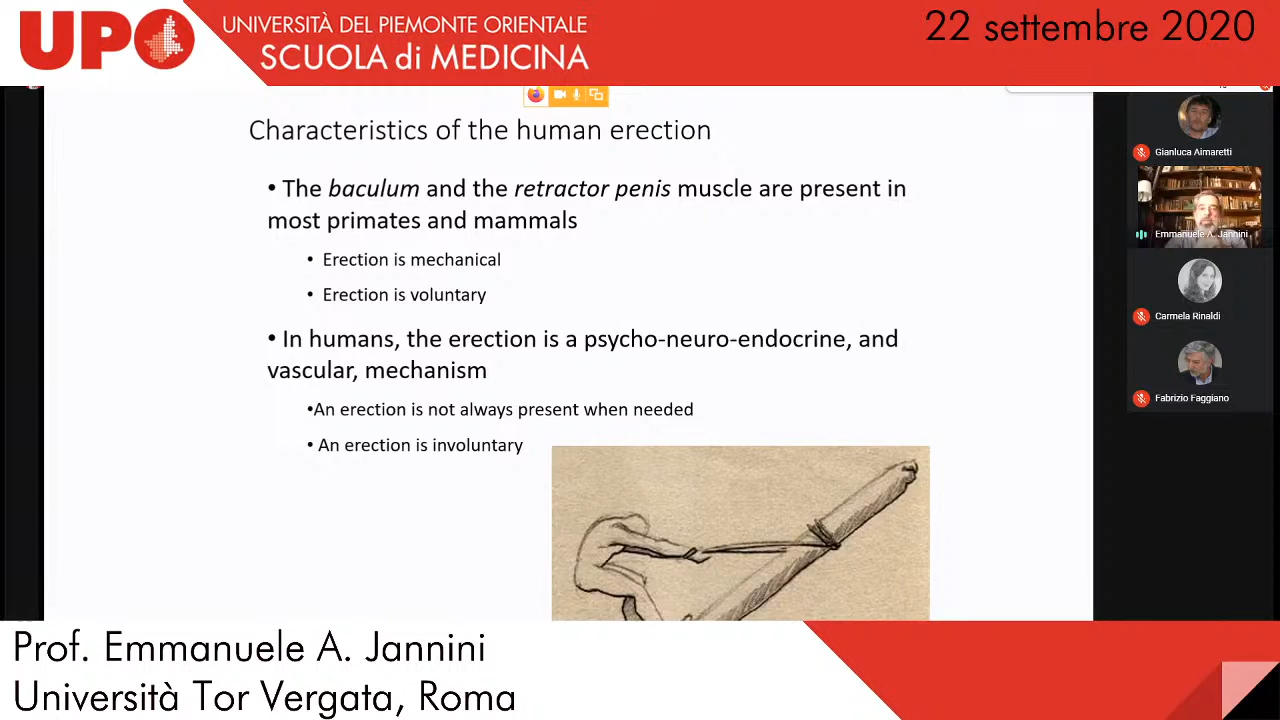 UPO
UNIVERSITÀ DEL PIEMONTE ORIENTALE
SCUOLA di MEDICINA
22 settembre 2020
Characteristics of the human erection
• The baculum and the retractor penis muscle are present in
most primates and mammals
• Erection is mechanical
• Erection is voluntary
• In humans, the erection is a psycho-neuro-endocrine, and
vascular, mechanism
•An erection is not always present when needed
• An erection is involuntary
Gianluca Aimaretti
Emmanuele A. Jannini
Carmela Rinaldi
Fabrizio Faggiano
Prof. Emmanuele A. Jannini
Università Tor Vergata, Roma